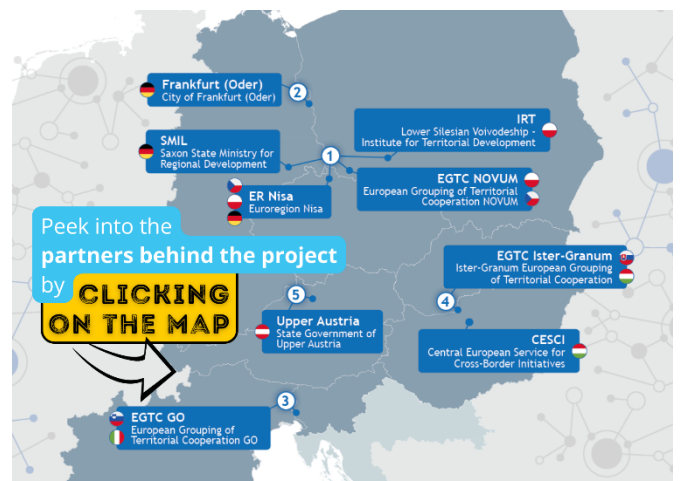 Frankfurt (Oder)
City of Frankfurt (Oder)
2
IRT
Lower Silesian Voivodeship -
Institute for Territorial Development
SMIL
Saxon State Ministry for
Regional Development
1
EGTC NOVUM
European Grouping of Territorial
Cooperation NOVUM
ER Nisa
Euroregion Nisa
Peek into the
partners behind the project
by
CLICKING
ON THE MAP
EGTC Ister-Granum
Ister-Granum European Grouping
of Territorial Cooperation
5
4
Upper Austria
State Government of
Upper Austria
CESCI
Central European Service for
Cross-Border Initiatives
3
EGTC GO
European Grouping of
Territorial Cooperation GO